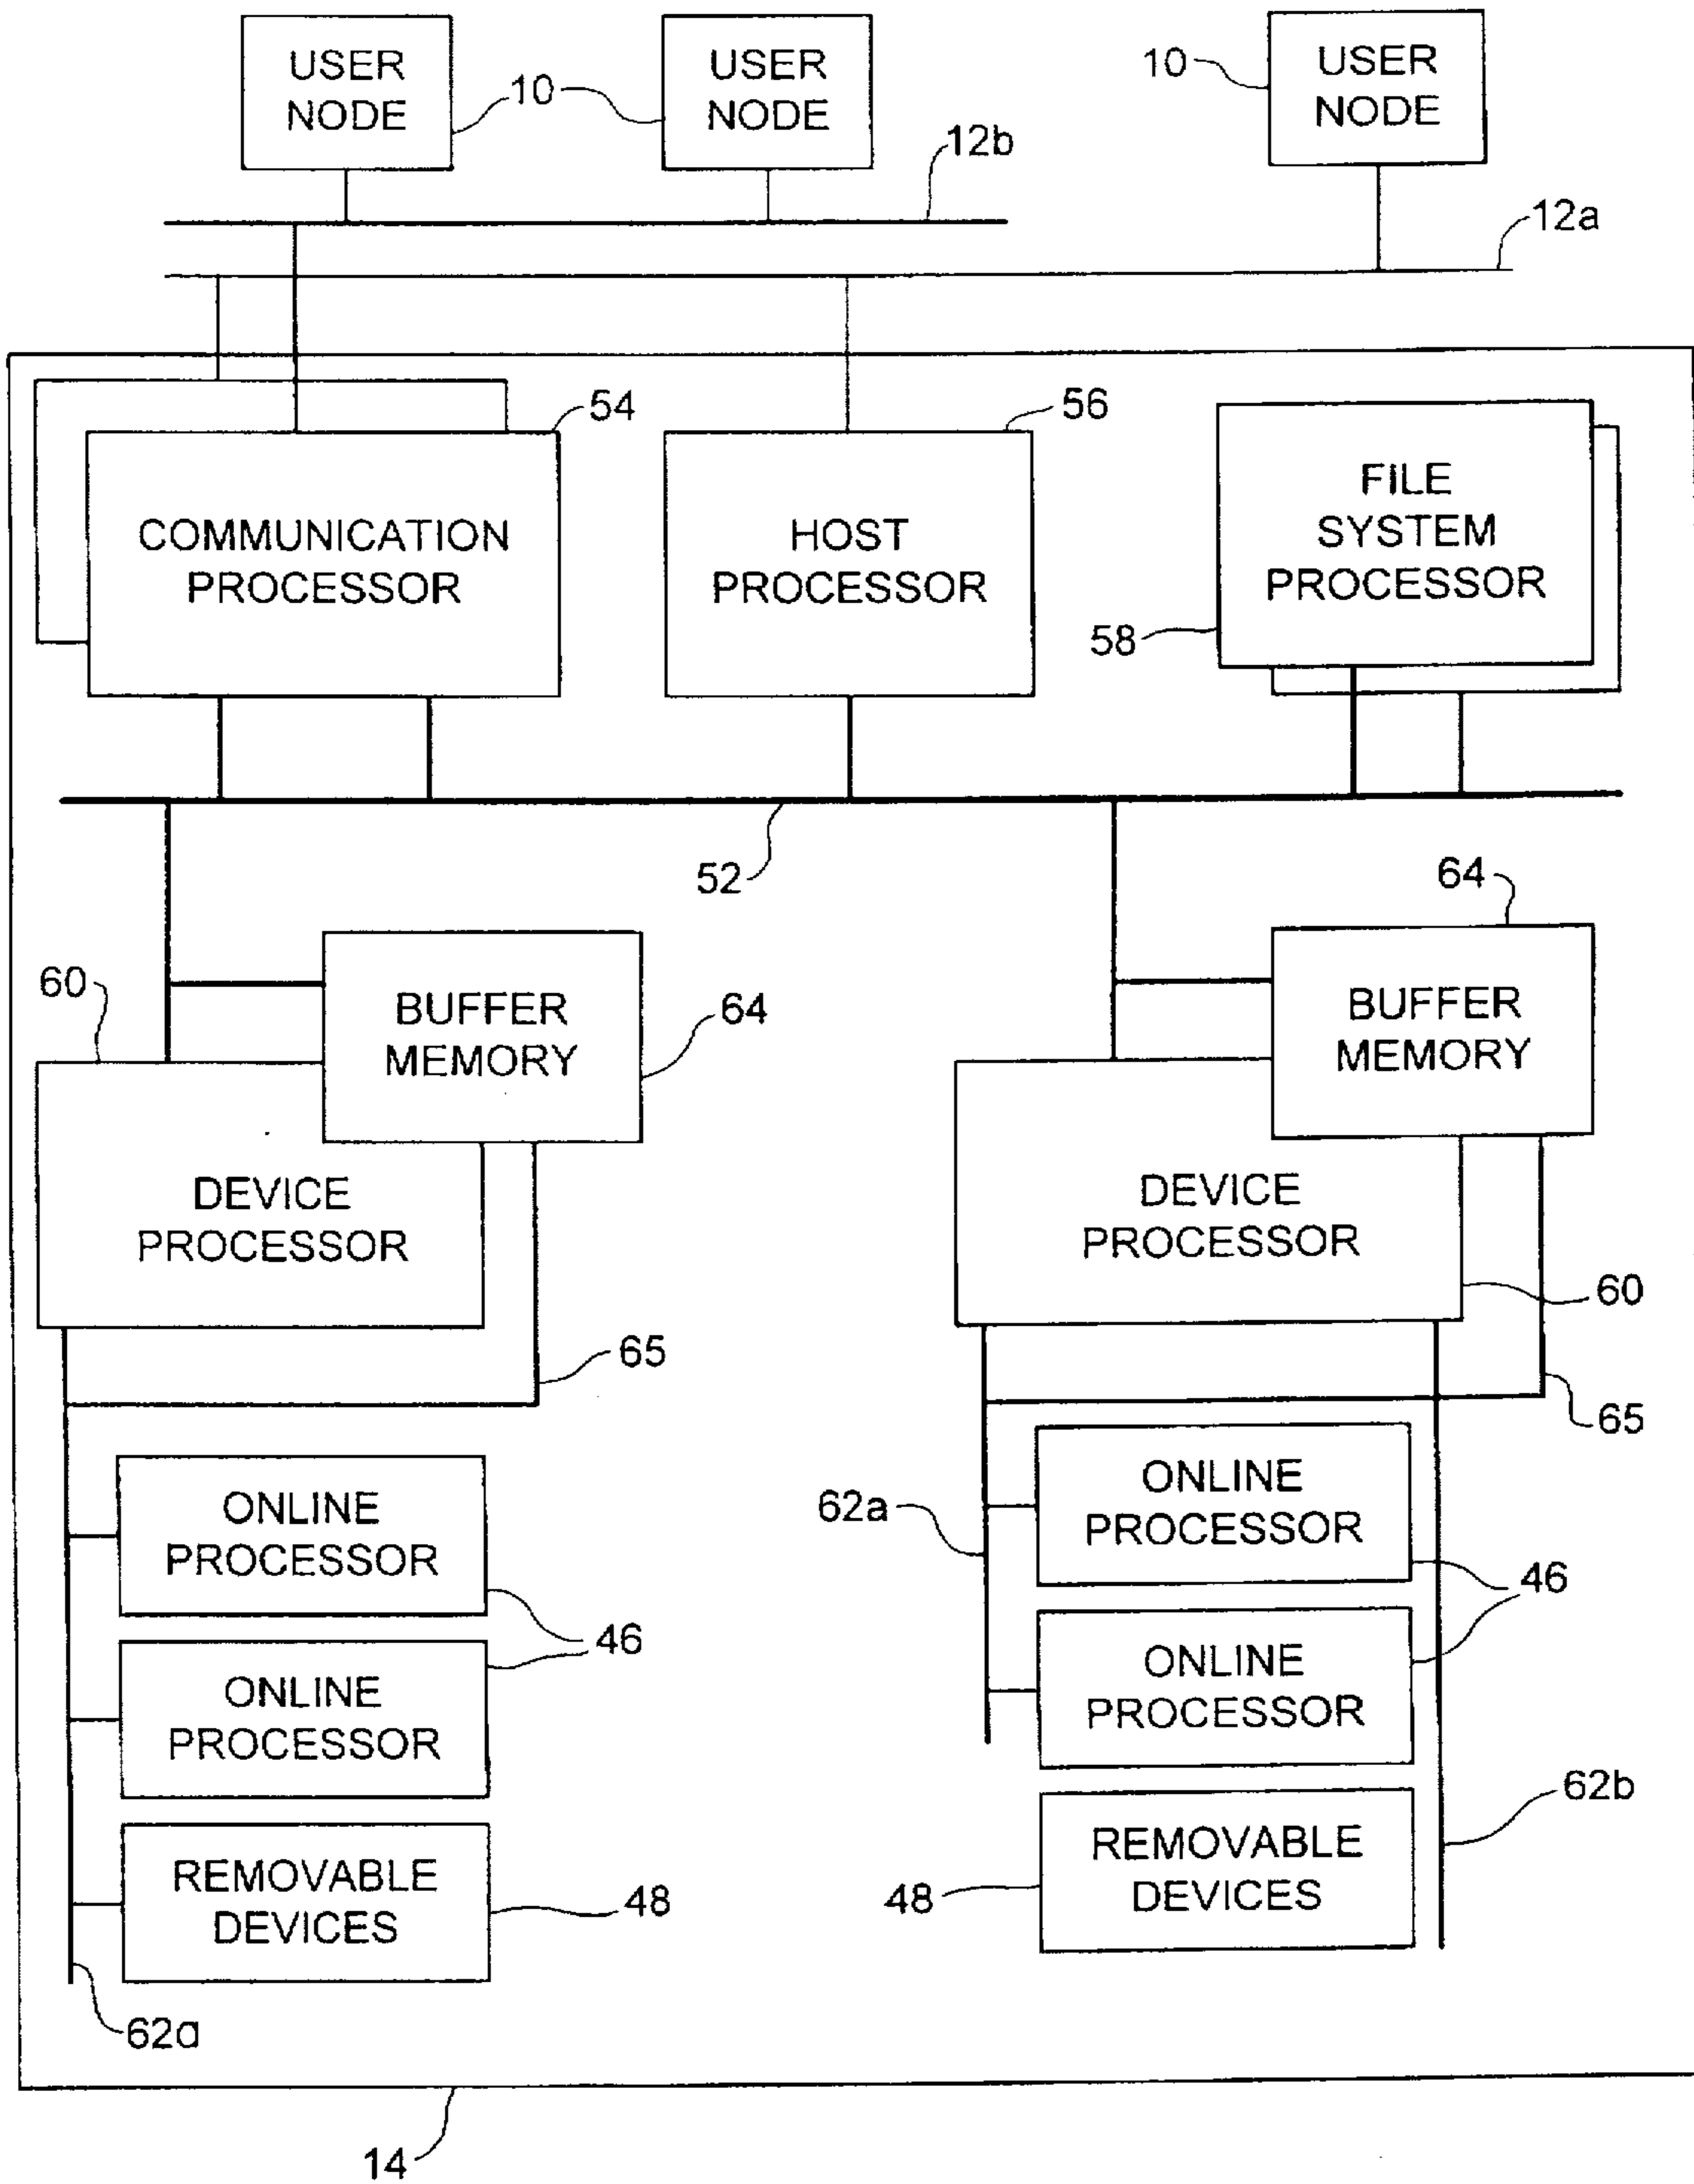 USER
NODE
10
USER
NODE
10
USER
NODE
12b
12a
54
56
COMMUNICATION
PROCESSOR
HOST
PROCESSOR
FILE
SYSTEM
PROCESSOR
58
52
64
60
BUFFER
MEMORY
64
BUFFER
MEMORY
DEVICE
PROCESSOR
DEVICE
PROCESSOR
60
65
65
ONLINE
PROCESSOR
62a
ONLINE
PROCESSOR
46
46
ONLINE
PROCESSOR
ONLINE
PROCESSOR
62b
REMOVABLE
DEVICES
48
48
REMOVABLE
DEVICES
62a
14